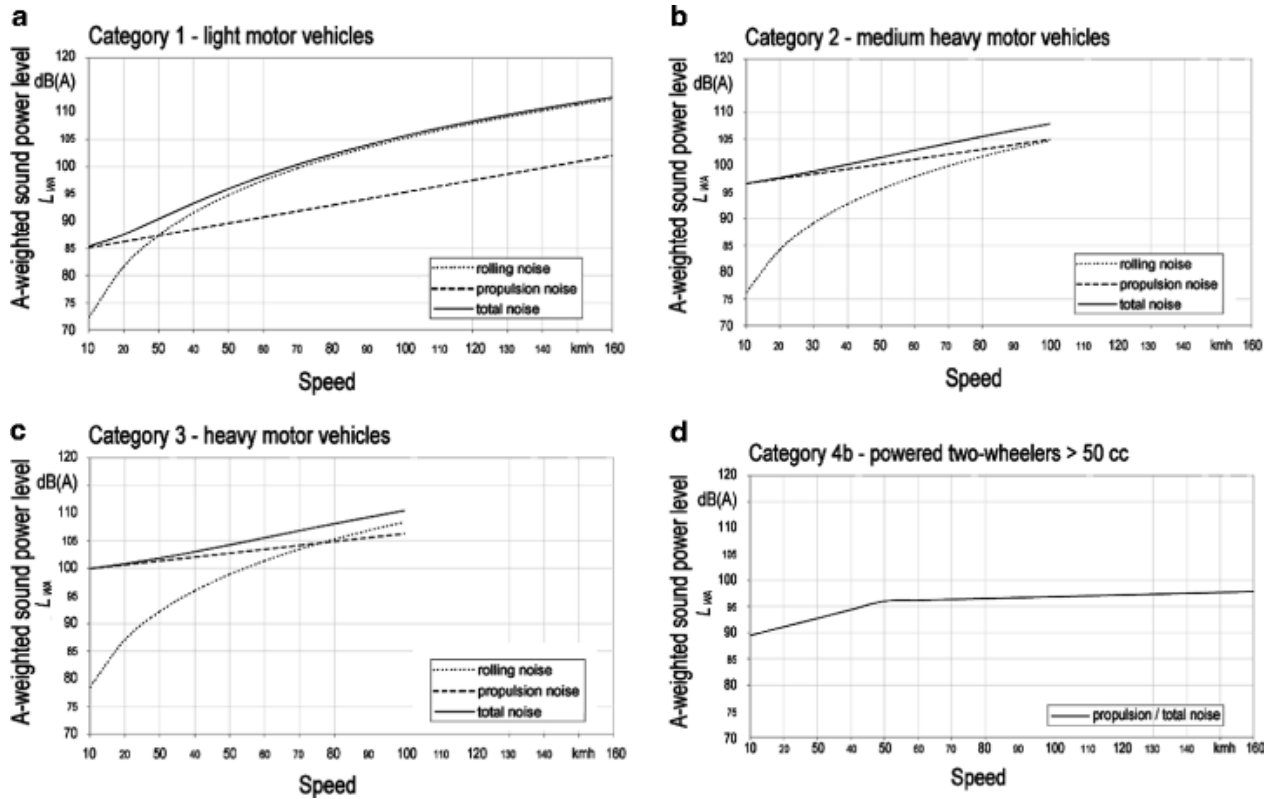 a
Category 1 - light motor vehicles
A-weighted sound power level
L WA
120
dB(A)
110
105
100
95
90
85
80
75
70
rolling noise
propulsion noise
total noise
10 20 50 40 50 60 70 80 90 100 110 120 130 140 kmh 160
Speed
b
Category 2 - medium heavy motor vehicles
A-weighted sound power level
L WA
120
dB(A)
110
105
100
95
90
85
80
75
70
rolling noise
propulsion noise
total noise
10 20 30 40 50 60 70 80 90 100 110 120 130 140 kmh 160
Speed
c
Category 3 - heavy motor vehicles
A-weighted sound power level
L WA
120
dB(A)
110
105
100
95
90
85
80
75
70
rolling noise
propulsion noise
total noise
10 20 30 40 50 60 70 80 90 100 110 120 130 140 kmh 160
Speed
d
Category 4b - powered two-wheelers > 50 cc
A-weighted sound power level
L WA
120
dB(A)
110
105
100
95
90
85
80
75
70
propulsion / total noise
10 20 50 40 50 60 70 80 90 100 110 120 130 140 kmh 160
Speed